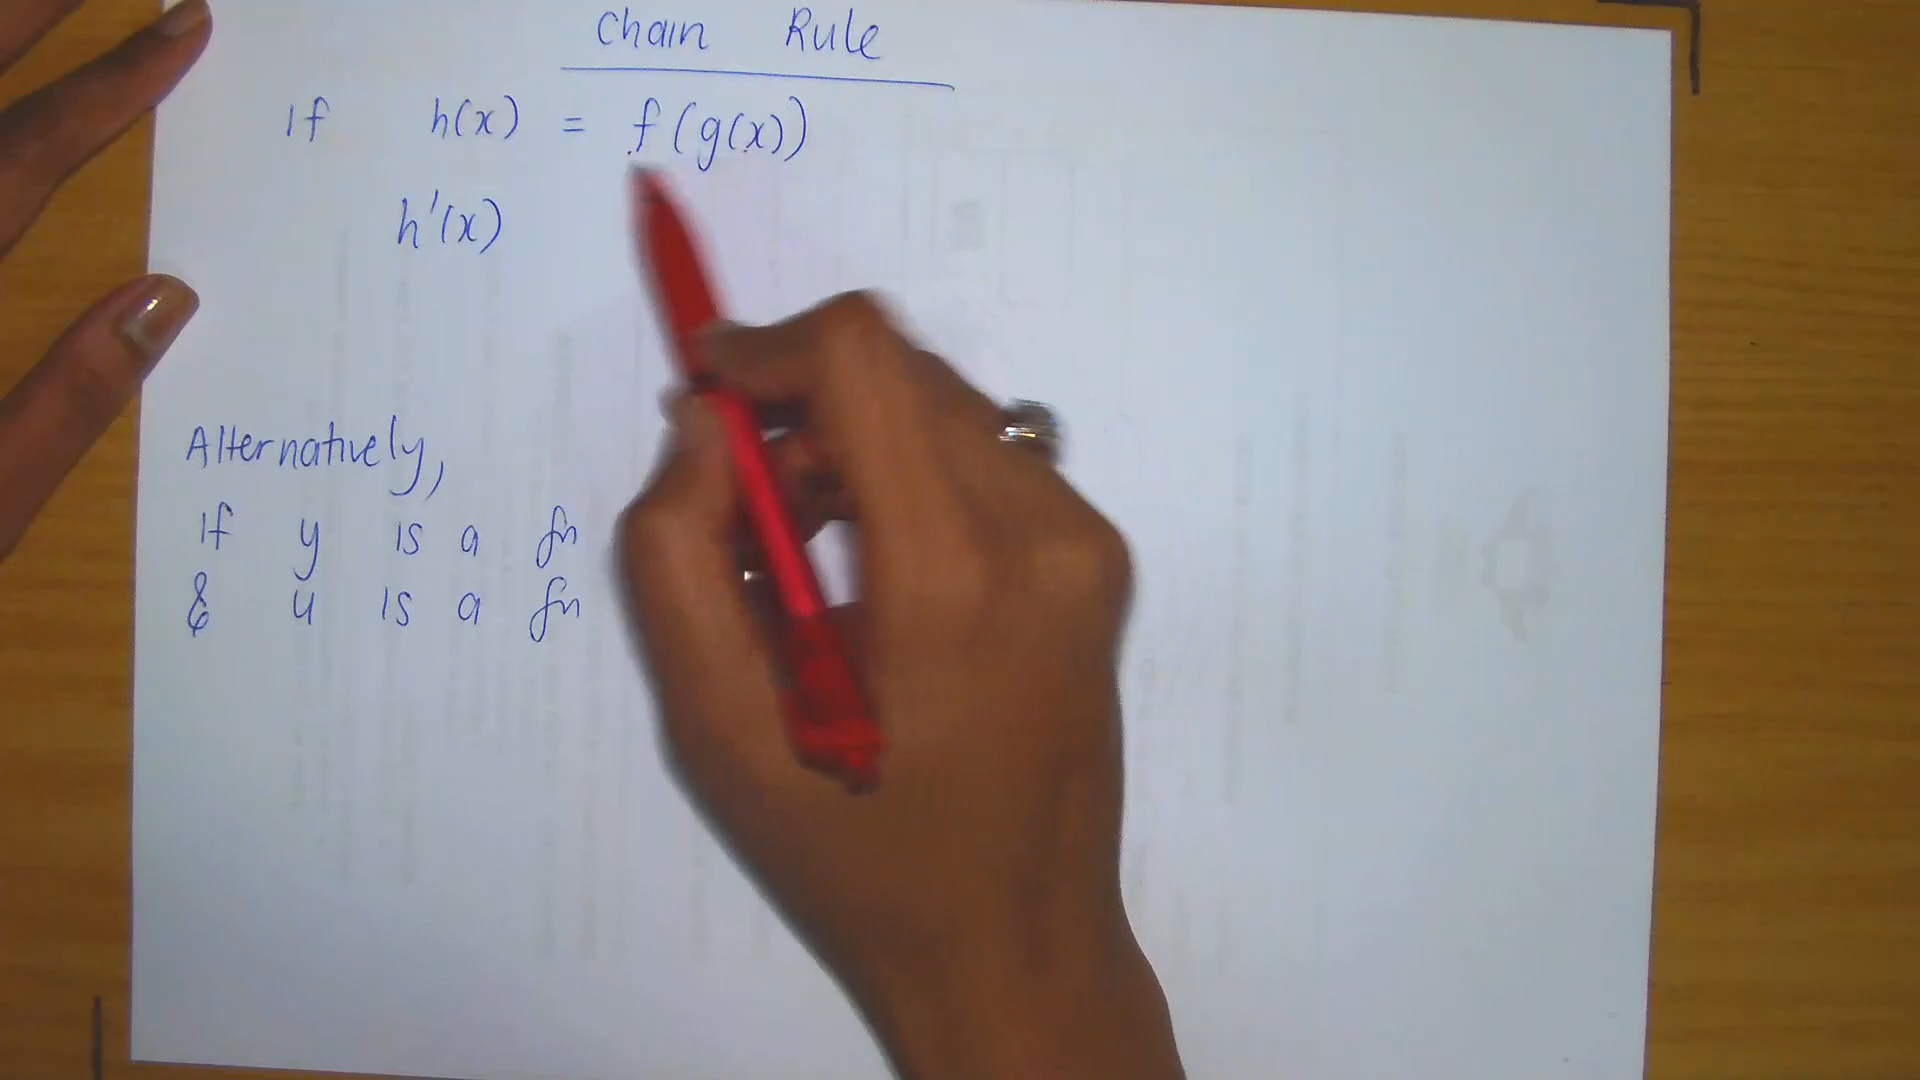 Chain Rule
If h(x) = f(g(x))
h'(x)
Alternatively,
If y is a fn
& u is a fn